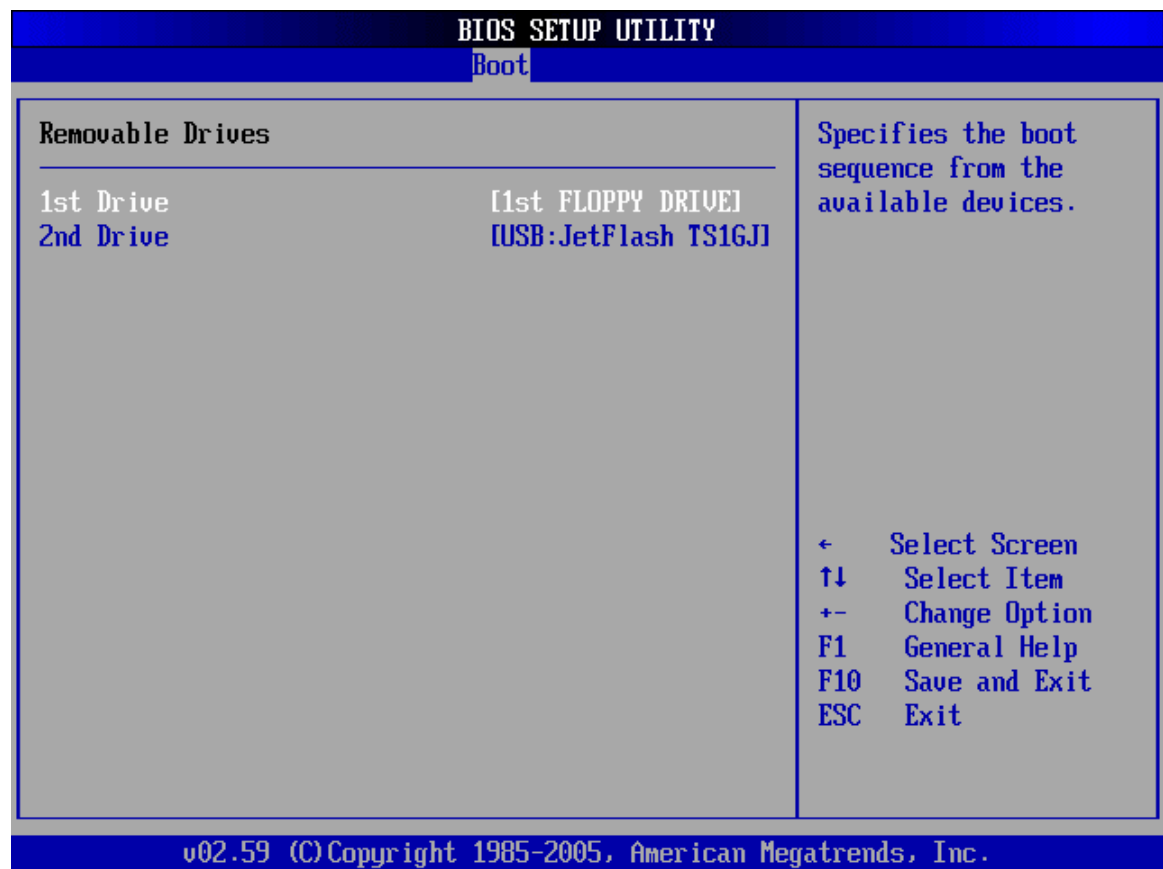 BIOS SETUP UTILITY
Boot
Removable Drives
1st Drive [1st FLOPPY DRIVE]
2nd Drive [USB:JetFlash TS1GJ]
Specifies the boot
sequence from the
available devices.
← Select Screen
↑↓ Select Item
+- Change Option
F1 General Help
F10 Save and Exit
ESC Exit
v02.59 (C)Copyright 1985-2005, American Megatrends, Inc.